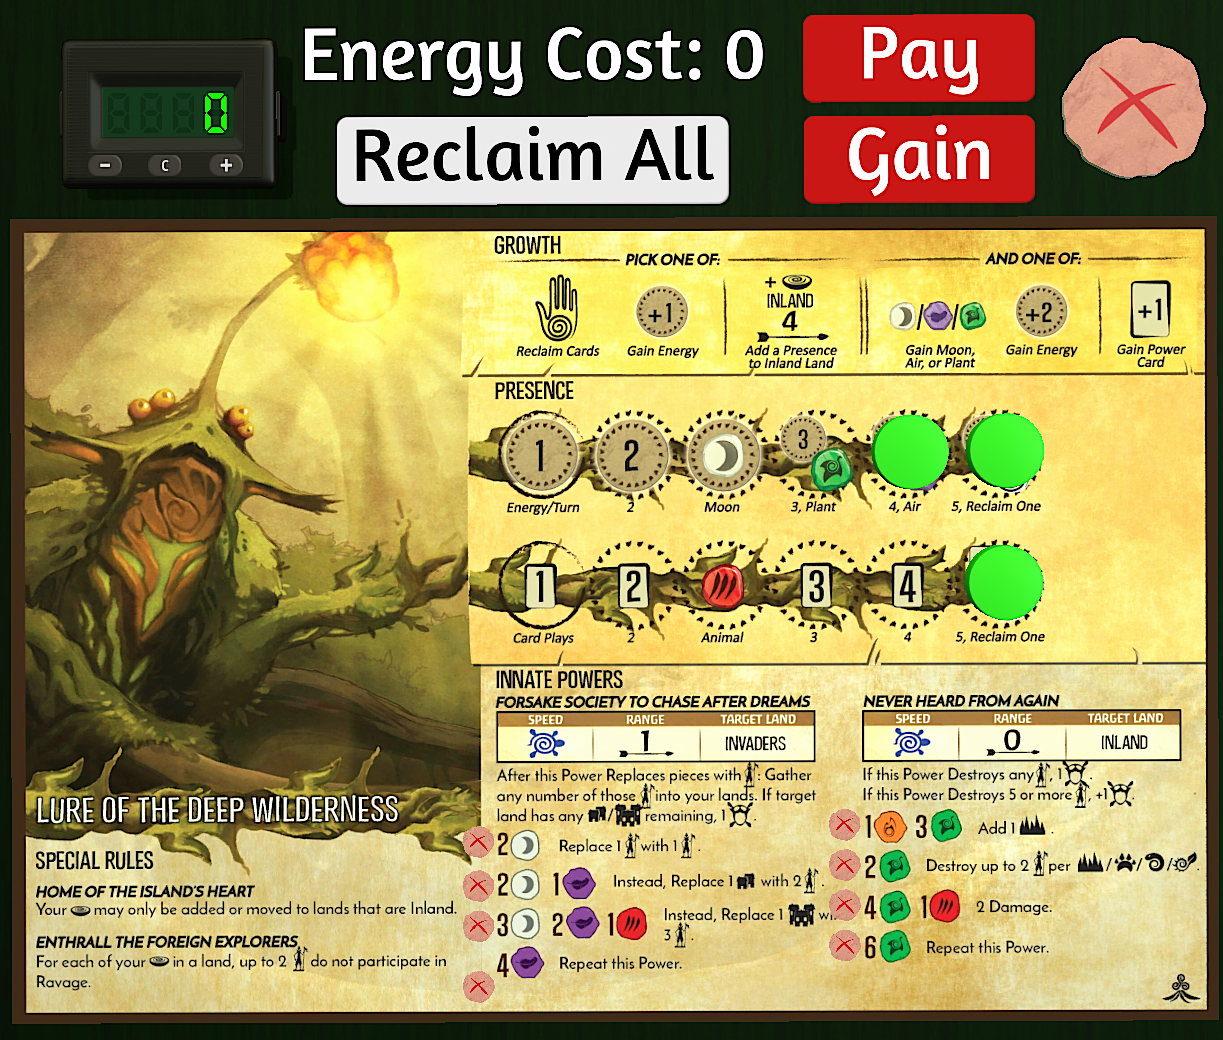 Energy Cost: 0
Pay
0
- C +
Reclaim All
Gain
GROWTH
PICK ONE OF:
AND ONE OF:
+
INLAND
4
+1
+2
+1
/ /
Reclaim Cards
Gain Energy
Add a Presence
to Inland Land
Gain Moon,
Air, or Plant
Gain Energy
Gain Power
Card
PRESENCE
1
2
3
Energy/Turn
2
Moon
3, Plant
4, Air
5, Reclaim One
1
2
3
4
Card Plays
2
Animal
3
4
5, Reclaim One
INNATE POWERS
FORSAKE SOCIETY TO CHASE AFTER DREAMS
SPEED RANGE TARGET LAND
1 INVADERS
After this Power Replaces pieces with : Gather
any number of those into your lands. If target
land has any / remaining, 1 .
2 Replace 1 with 1 .
2 1 Instead, Replace 1 with 2 .
3 2 1 Instead, Replace 1 wi
3 .
4 Repeat this Power.
NEVER HEARD FROM AGAIN
SPEED RANGE TARGET LAND
0 INLAND
If this Power Destroys any , 1 .
If this Power Destroys 5 or more , +1 .
1 3 Add 1 .
2 Destroy up to 2 per / / / .
4 1 2 Damage.
6 Repeat this Power.
LURE OF THE DEEP WILDERNESS
SPECIAL RULES
HOME OF THE ISLAND'S HEART
Your may only be added or moved to lands that are Inland.
ENTHRALL THE FOREIGN EXPLORERS
For each of your in a land, up to 2 do not participate in
Ravage.